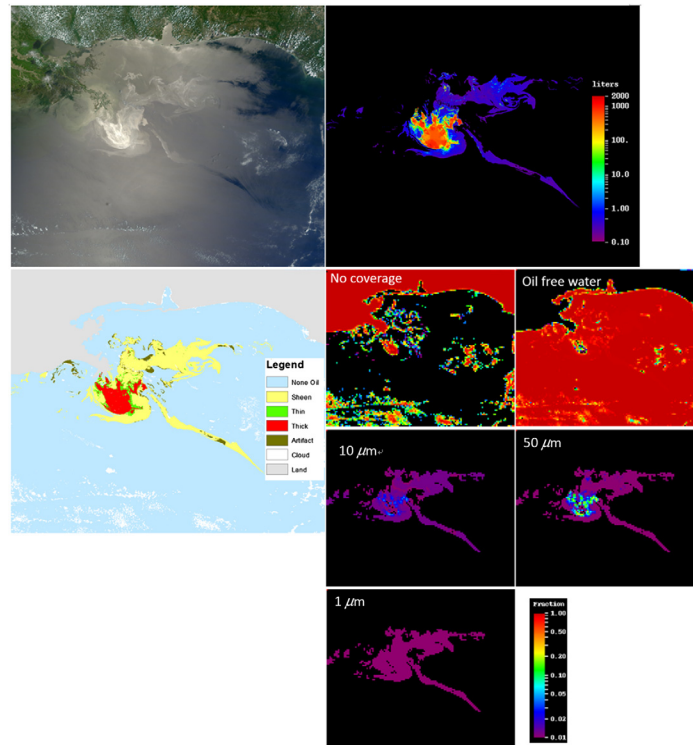 liters
2000
1000
100.
10.0
1.00
0.10
No coverage
Oil free water
Legend
None Oil
Sheen
Thin
Thick
Artifact
Cloud
Land
10 μm↵
50 μm
1 μm
Fraction
1.00
0.50
0.20
0.10
0.05
0.02
0.01